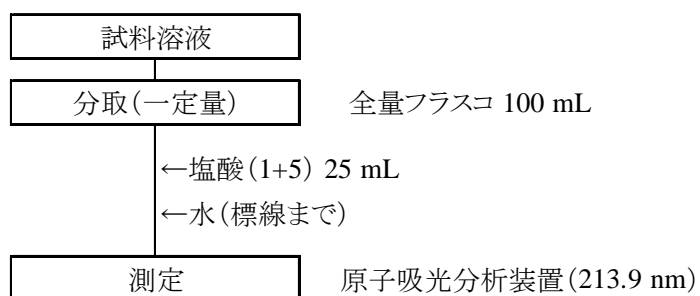 試料溶液
分取(一定量) 全量フラスコ 100 mL
←塩酸(1+5) 25 mL
←水(標線まで)
測定 原子吸光分析装置(213.9 nm)